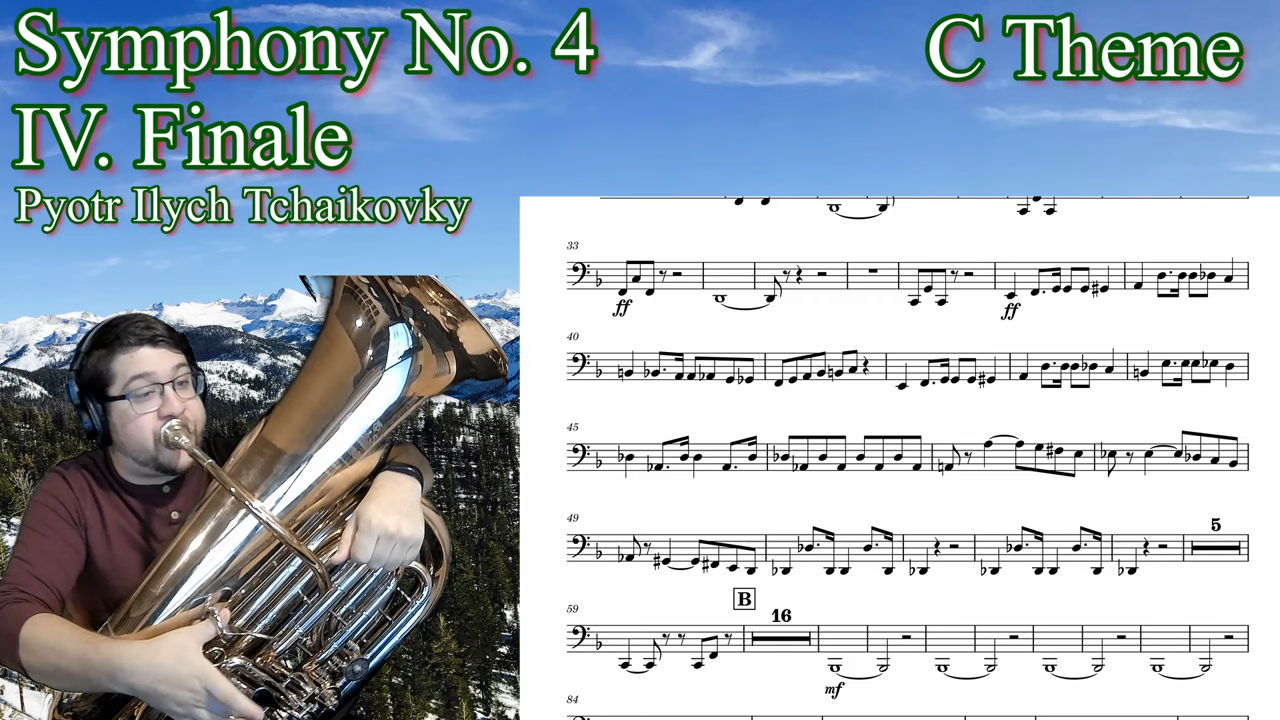 Symphony No. 4
C Theme
IV. Finale
Pyotr Ilych Tchaikovky
33
ff
ff
40
45
49
5
59
B
16
mf
84